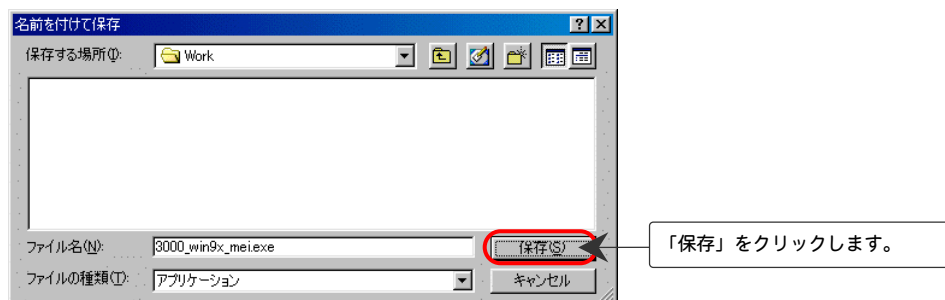 名前を付けて保存
保存する場所(I):
Work
ファイル名(N):
3000_win9x_mei.exe
保存(S)
「保存」をクリックします。
ファイルの種類(T):
アプリケーション
キャンセル